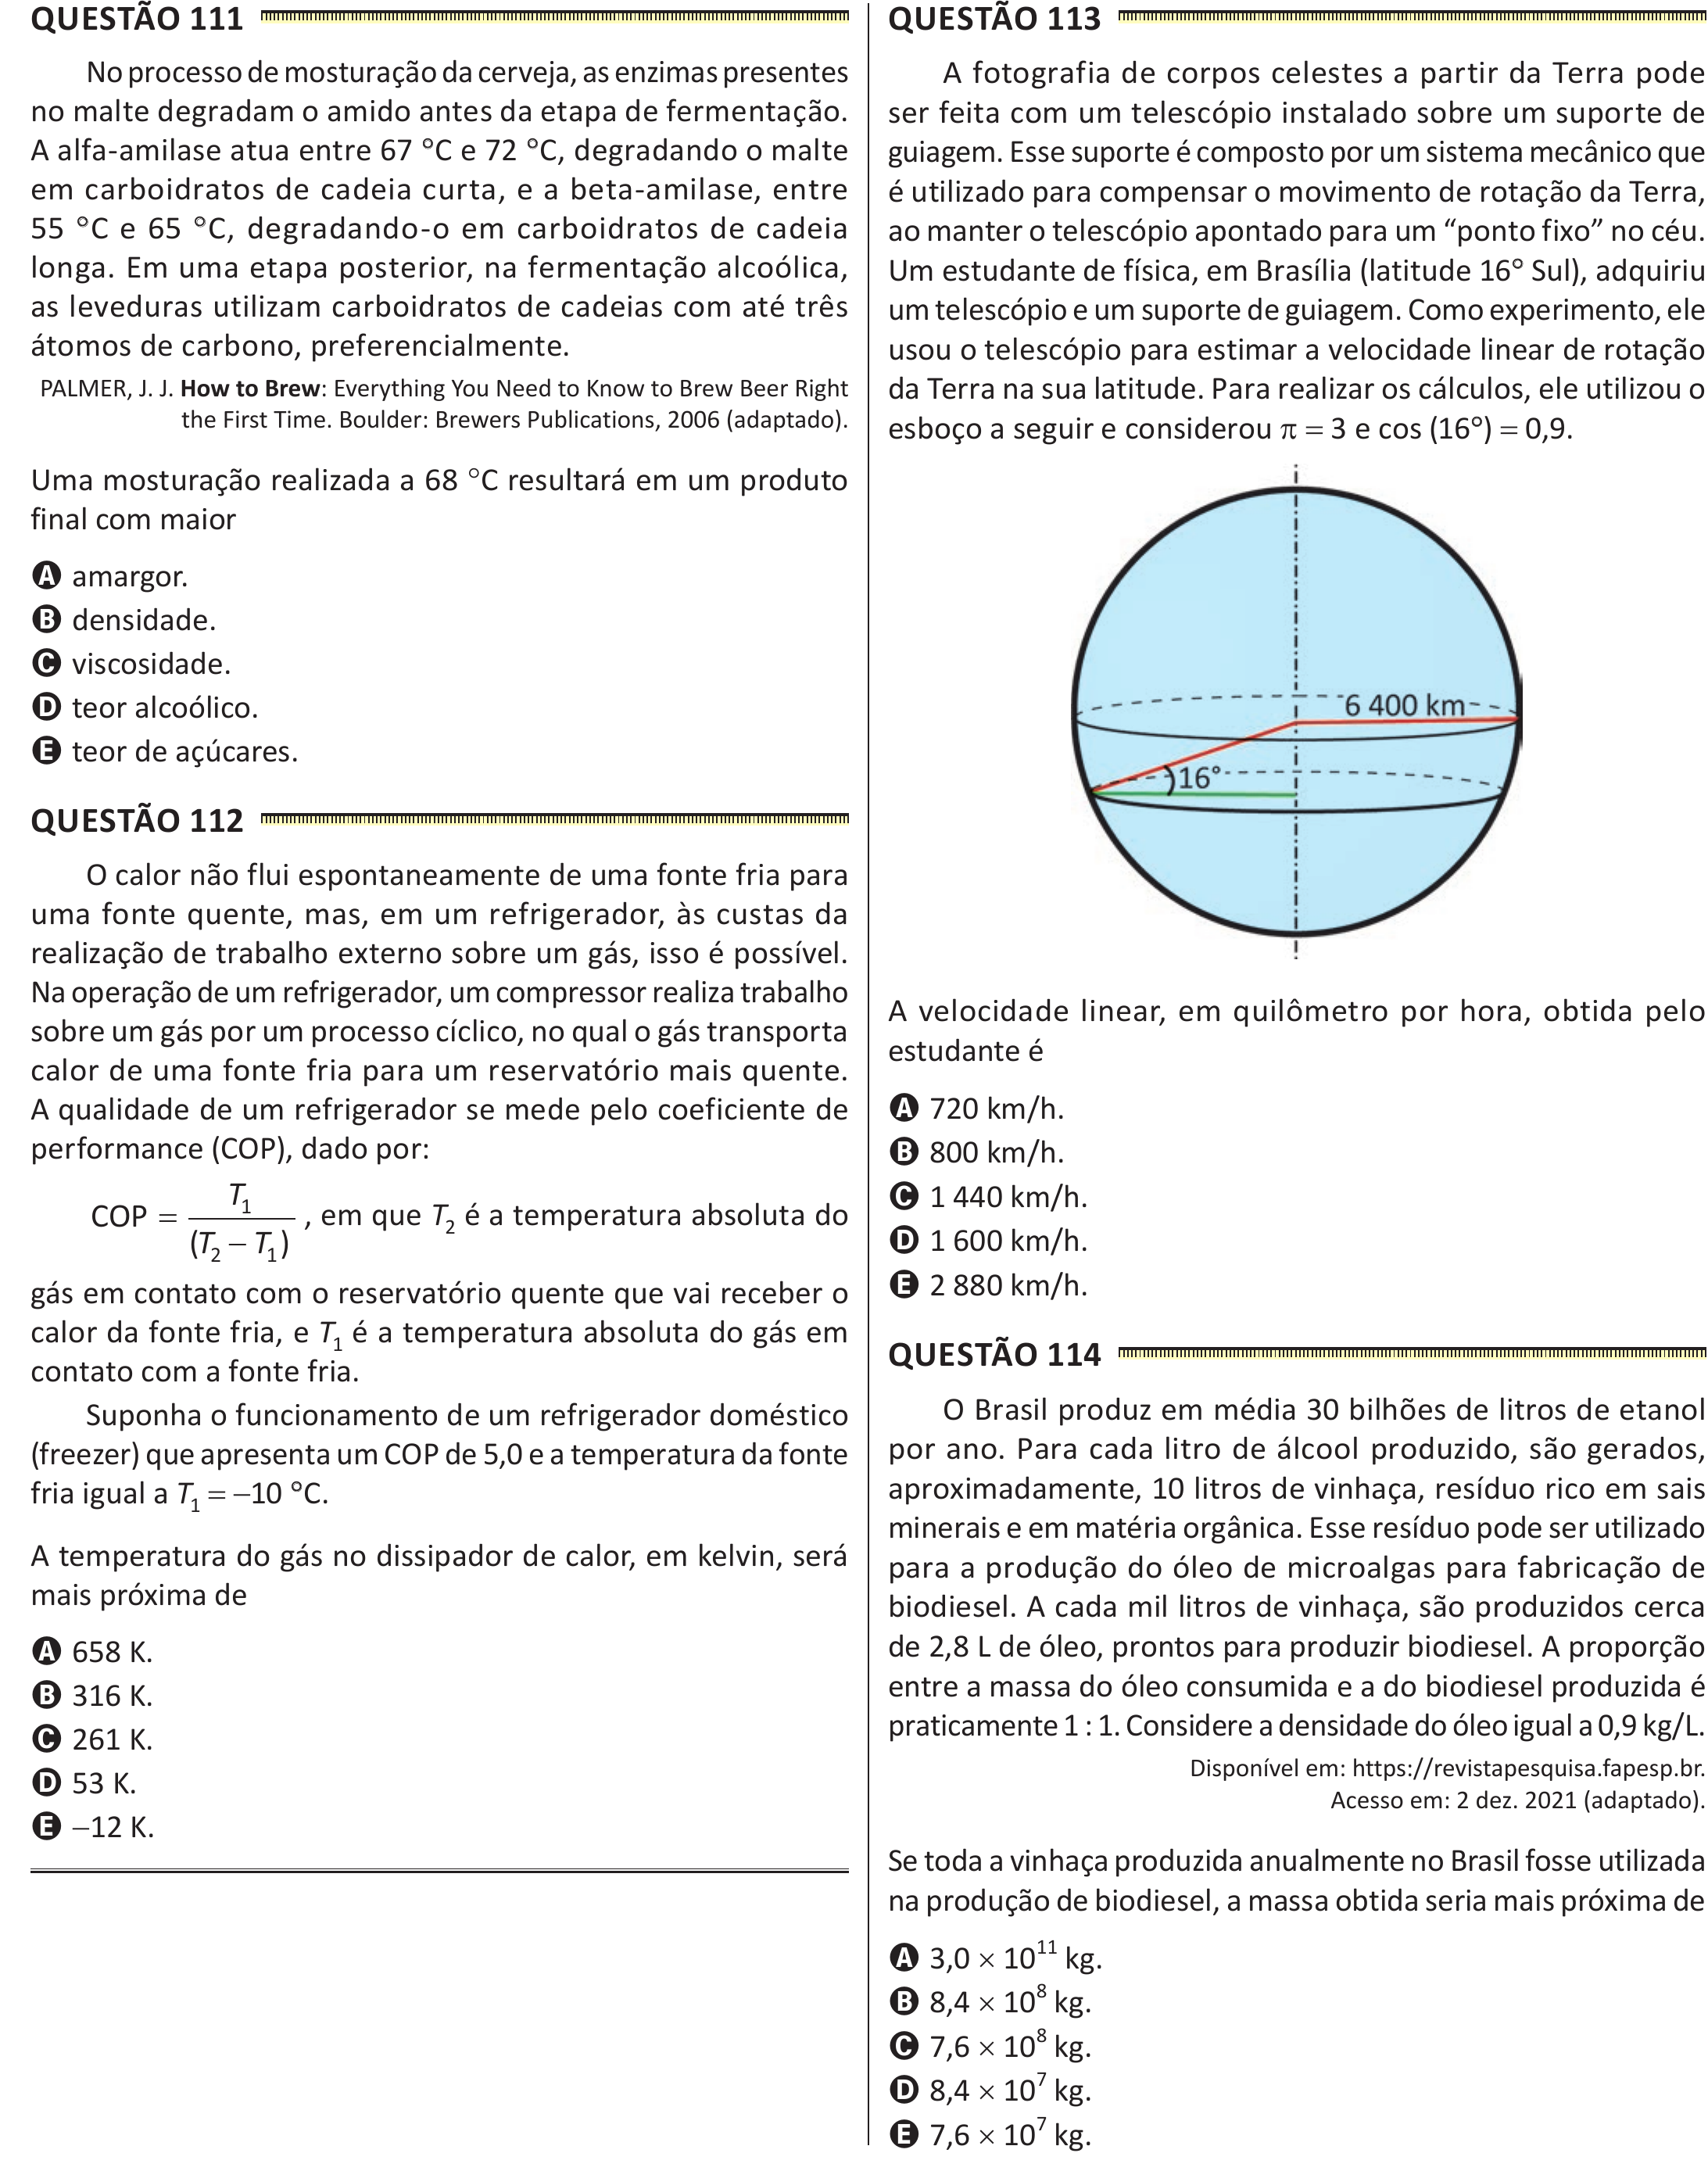 QUESTÃO 111
No processo de mosturação da cerveja, as enzimas presentes
no malte degradam o amido antes da etapa de fermentação.
A alfa-amilase atua entre 67 °C e 72 °C, degradando o malte
em carboidratos de cadeia curta, e a beta-amilase, entre
55 °C e 65 °C, degradando-o em carboidratos de cadeia
longa. Em uma etapa posterior, na fermentação alcoólica,
as leveduras utilizam carboidratos de cadeias com até três
átomos de carbono, preferencialmente.
PALMER, J. J. How to Brew: Everything You Need to Know to Brew Beer Right
the First Time. Boulder: Brewers Publications, 2006 (adaptado).
Uma mosturação realizada a 68 °C resultará em um produto
final com maior
A amargor.
B densidade.
C viscosidade.
D teor alcoólico.
E teor de açúcares.
QUESTÃO 112
O calor não flui espontaneamente de uma fonte fria para
uma fonte quente, mas, em um refrigerador, às custas da
realização de trabalho externo sobre um gás, isso é possível.
Na operação de um refrigerador, um compressor realiza trabalho
sobre um gás por um processo cíclico, no qual o gás transporta
calor de uma fonte fria para um reservatório mais quente.
A qualidade de um refrigerador se mede pelo coeficiente de
performance (COP), dado por:
COP = T₁ / (T₂ − T₁) , em que T₂ é a temperatura absoluta do
gás em contato com o reservatório quente que vai receber o
calor da fonte fria, e T₁ é a temperatura absoluta do gás em
contato com a fonte fria.
Suponha o funcionamento de um refrigerador doméstico
(freezer) que apresenta um COP de 5,0 e a temperatura da fonte
fria igual a T₁ = −10 °C.
A temperatura do gás no dissipador de calor, em kelvin, será
mais próxima de
A 658 K.
B 316 K.
C 261 K.
D 53 K.
E −12 K.
QUESTÃO 113
A fotografia de corpos celestes a partir da Terra pode
ser feita com um telescópio instalado sobre um suporte de
guiagem. Esse suporte é composto por um sistema mecânico que
é utilizado para compensar o movimento de rotação da Terra,
ao manter o telescópio apontado para um “ponto fixo” no céu.
Um estudante de física, em Brasília (latitude 16° Sul), adquiriu
um telescópio e um suporte de guiagem. Como experimento, ele
usou o telescópio para estimar a velocidade linear de rotação
da Terra na sua latitude. Para realizar os cálculos, ele utilizou o
esboço a seguir e considerou π = 3 e cos (16°) = 0,9.
6 400 km
16°
A velocidade linear, em quilômetro por hora, obtida pelo
estudante é
A 720 km/h.
B 800 km/h.
C 1 440 km/h.
D 1 600 km/h.
E 2 880 km/h.
QUESTÃO 114
O Brasil produz em média 30 bilhões de litros de etanol
por ano. Para cada litro de álcool produzido, são gerados,
aproximadamente, 10 litros de vinhaça, resíduo rico em sais
minerais e em matéria orgânica. Esse resíduo pode ser utilizado
para a produção do óleo de microalgas para fabricação de
biodiesel. A cada mil litros de vinhaça, são produzidos cerca
de 2,8 L de óleo, prontos para produzir biodiesel. A proporção
entre a massa do óleo consumida e a do biodiesel produzida é
praticamente 1 : 1. Considere a densidade do óleo igual a 0,9 kg/L.
Disponível em: https://revistapesquisa.fapesp.br.
Acesso em: 2 dez. 2021 (adaptado).
Se toda a vinhaça produzida anualmente no Brasil fosse utilizada
na produção de biodiesel, a massa obtida seria mais próxima de
A 3,0 × 10¹¹ kg.
B 8,4 × 10⁸ kg.
C 7,6 × 10⁸ kg.
D 8,4 × 10⁷ kg.
E 7,6 × 10⁷ kg.